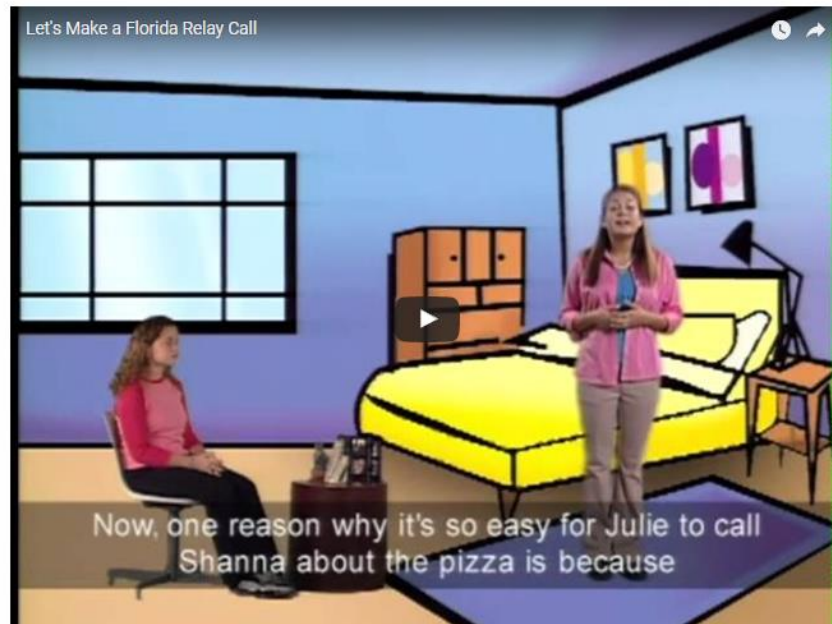 Let's Make a Florida Relay Call
Now, one reason why it's so easy for Julie to call
Shanna about the pizza is because